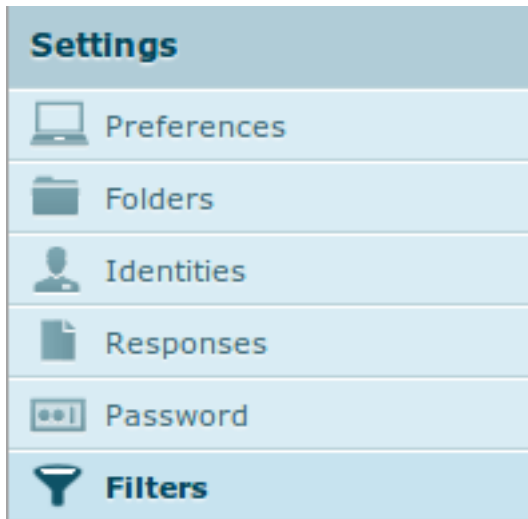 Settings
Preferences
Folders
Identities
Responses
Password
Filters